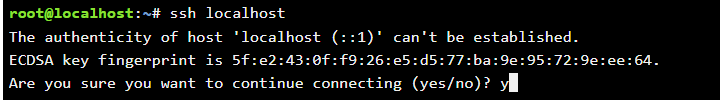 root@localhost:~# ssh localhost
The authenticity of host 'localhost (::1)' can't be established.
ECDSA key fingerprint is 5f:e2:43:0f:f9:26:e5:d5:77:ba:9e:95:72:9e:ee:64.
Are you sure you want to continue connecting (yes/no)? y